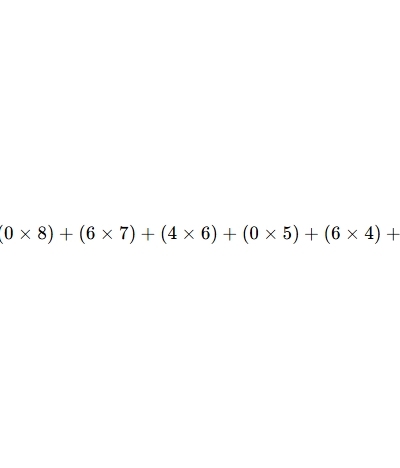 (0 × 8) + (6 × 7) + (4 × 6) + (0 × 5) + (6 × 4) +